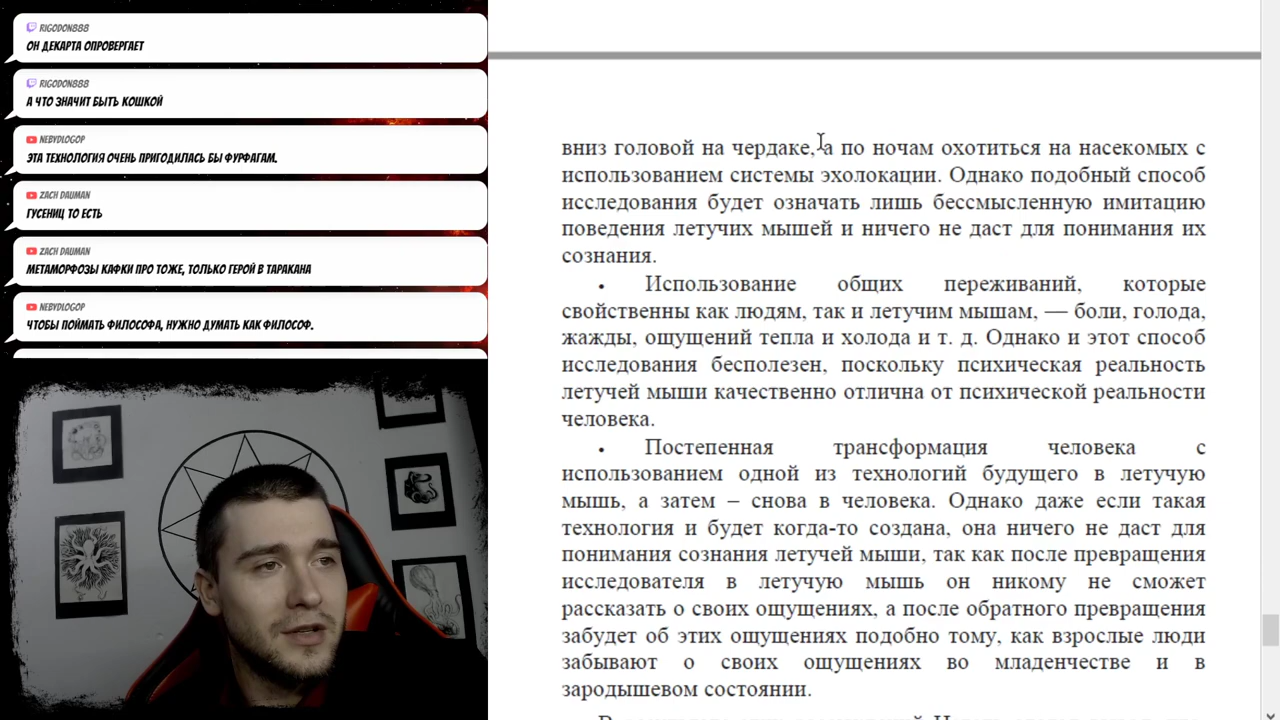 RIGODON888
ОН ДЕКАРТА ОПРОВЕРГАЕТ
RIGODON888
А ЧТО ЗНАЧИТ БЫТЬ КОШКОЙ
NEBYDLOGOP
ЭТА ТЕХНОЛОГИЯ ОЧЕНЬ ПРИГОДИЛАСЬ БЫ ФУРФАГАМ.
ZACH DAUMAN
ГУСЕНИЦ ТО ЕСТЬ
ZACH DAUMAN
МЕТАМОРФОЗЫ КАФКИ ПРО ТОЖЕ, ТОЛЬКО ГЕРОЙ В ТАРАКАНА
NEBYDLOGOP
ЧТОБЫ ПОЙМАТЬ ФИЛОСОФА, НУЖНО ДУМАТЬ КАК ФИЛОСОФ.
вниз головой на чердаке, а по ночам охотиться на насекомых с
использованием системы эхолокации. Однако подобный способ
исследования будет означать лишь бессмысленную имитацию
поведения летучих мышей и ничего не даст для понимания их
сознания.
• Использование общих переживаний, которые
свойственны как людям, так и летучим мышам, — боли, голода,
жажды, ощущений тепла и холода и т. д. Однако и этот способ
исследования бесполезен, поскольку психическая реальность
летучей мыши качественно отлична от психической реальности
человека.
• Постепенная трансформация человека с
использованием одной из технологий будущего в летучую
мышь, а затем – снова в человека. Однако даже если такая
технология и будет когда-то создана, она ничего не даст для
понимания сознания летучей мыши, так как после превращения
исследователя в летучую мышь он никому не сможет
рассказать о своих ощущениях, а после обратного превращения
забудет об этих ощущениях подобно тому, как взрослые люди
забывают о своих ощущениях во младенчестве и в
зародышевом состоянии.